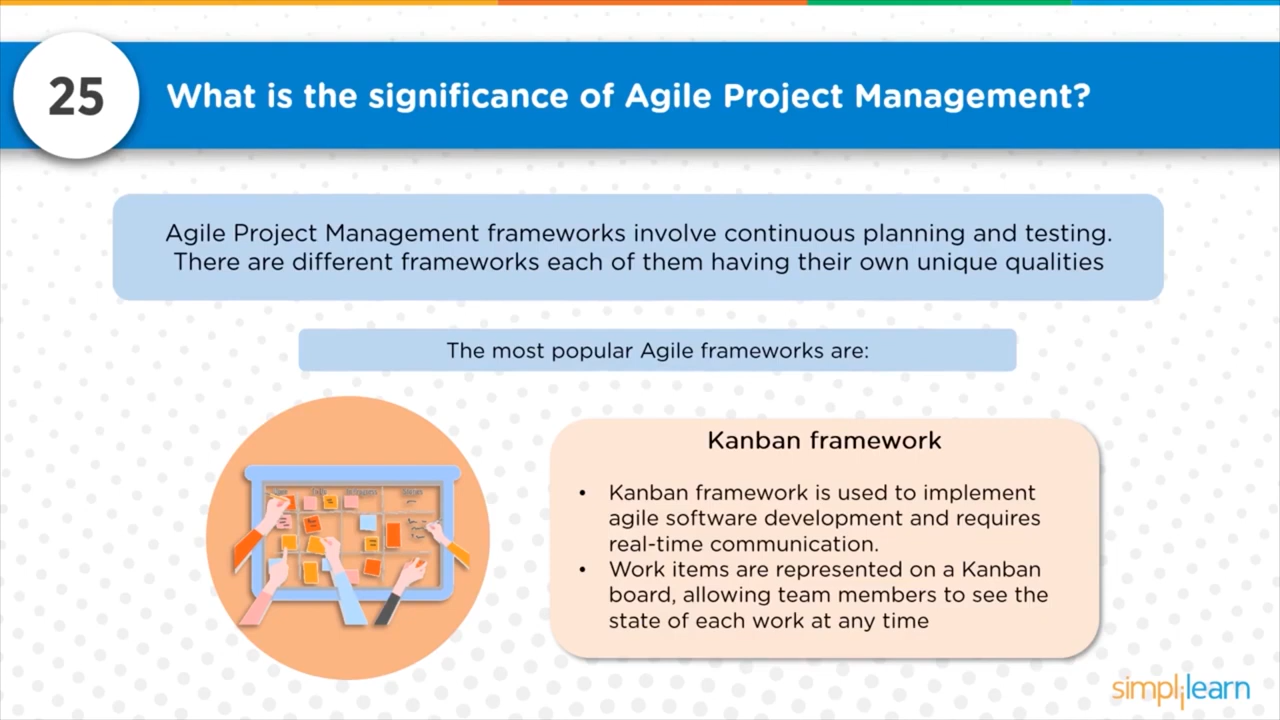 25
What is the significance of Agile Project Management?
Agile Project Management frameworks involve continuous planning and testing.
There are different frameworks each of them having their own unique qualities
The most popular Agile frameworks are:
Kanban framework
• Kanban framework is used to implement
agile software development and requires
real-time communication.
• Work items are represented on a Kanban
board, allowing team members to see the
state of each work at any time
simplilearn